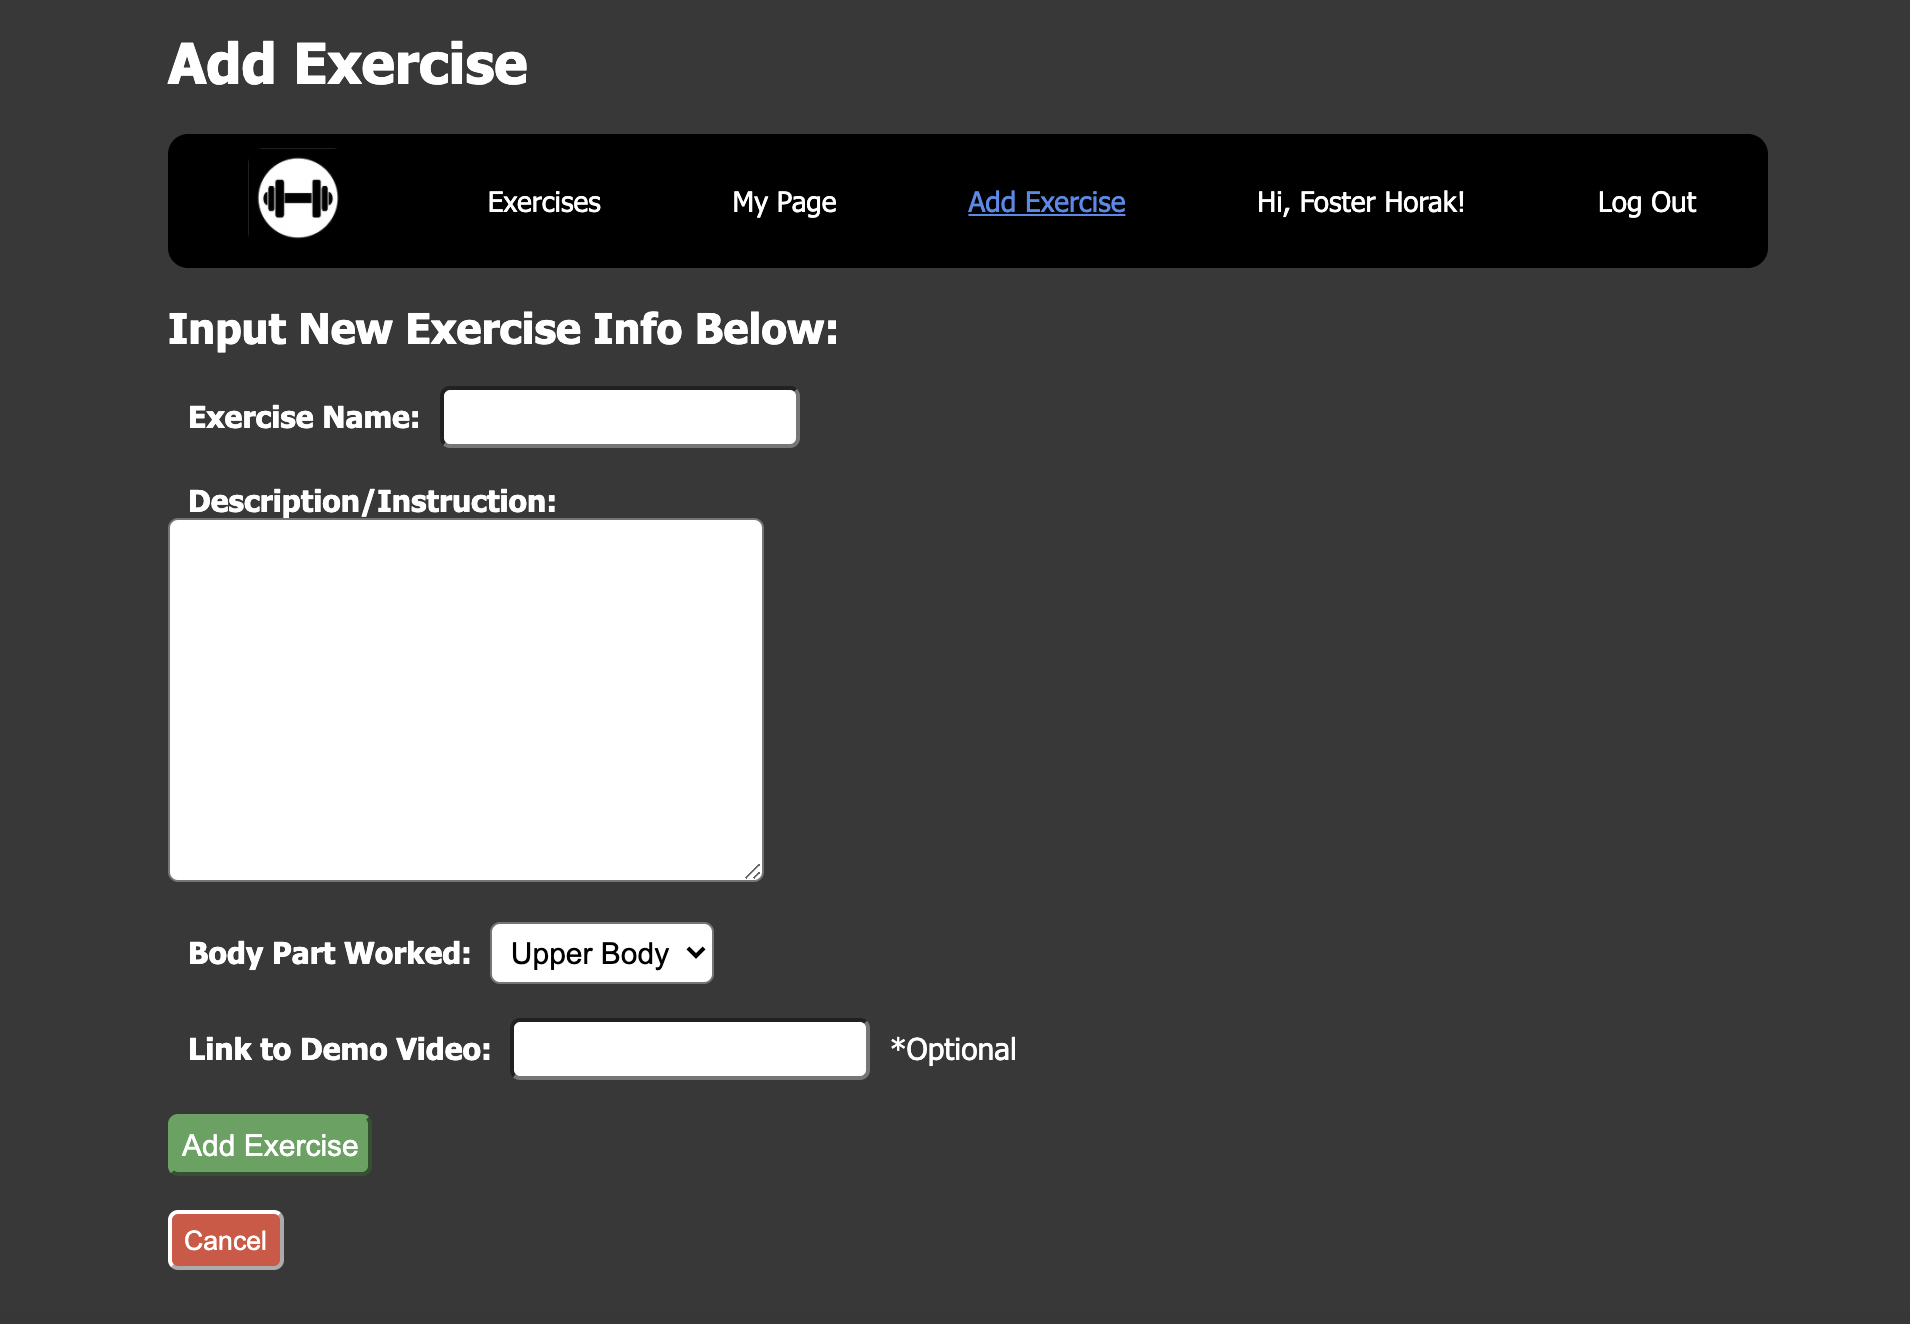 Add Exercise
Exercises My Page Add Exercise Hi, Foster Horak! Log Out
Input New Exercise Info Below:
Exercise Name:
Description/Instruction:
Body Part Worked: Upper Body
Link to Demo Video: *Optional
Add Exercise
Cancel